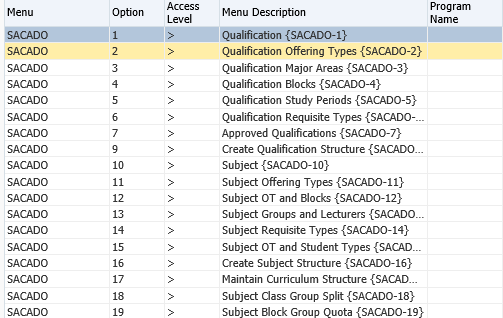 Menu Option Access Level Menu Description Program Name
SACADO 1 > Qualification {SACADO-1}
SACADO 2 > Qualification Offering Types {SACADO-2}
SACADO 3 > Qualification Major Areas {SACADO-3}
SACADO 4 > Qualification Blocks {SACADO-4}
SACADO 5 > Qualification Study Periods {SACADO-5}
SACADO 6 > Qualification Requisite Types {SACADO-...
SACADO 7 > Approved Qualifications {SACADO-7}
SACADO 9 > Create Qualification Structure {SACADO...
SACADO 10 > Subject {SACADO-10}
SACADO 11 > Subject Offering Types {SACADO-11}
SACADO 12 > Subject OT and Blocks {SACADO-12}
SACADO 13 > Subject Groups and Lecturers {SACADO...
SACADO 14 > Subject Requisite Types {SACADO-14}
SACADO 15 > Subject OT and Student Types {SACADO...
SACADO 16 > Create Subject Structure {SACADO-16}
SACADO 17 > Maintain Curriculum Structure {SACAD...
SACADO 18 > Subject Class Group Split {SACADO-18}
SACADO 19 > Subject Block Group Quota {SACADO-19}